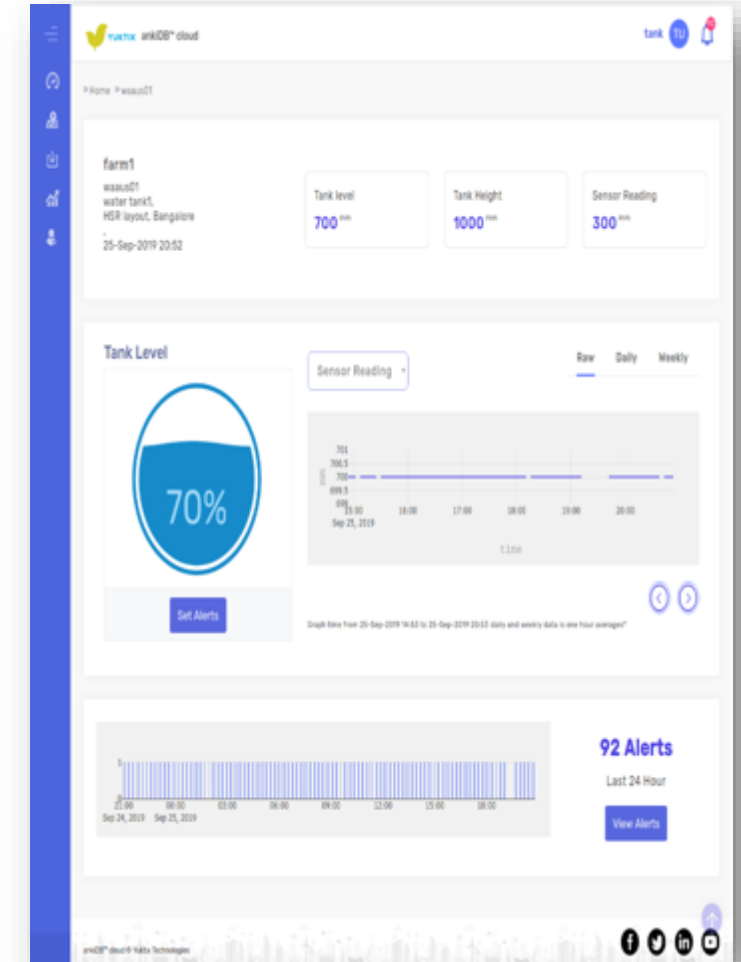 YUKTIX ankiDB™ cloud
tank TU
» Home » wsaus01
farm1
wsaus01
water tank1,
HSR layout, Bangalore
,
25-Sep-2019 20:52
Tank level
700 mm
Tank Height
1000 mm
Sensor Reading
300 mm
Tank Level
70%
Set Alerts
Sensor Reading
Raw Daily Weekly
701
700.5
700
699.5
699
mm
15:00 16:00 17:00 18:00 19:00 20:00
Sep 25, 2019
time
Graph time from 25-Sep-2019 14:53 to 25-Sep-2019 20:53 daily and weekly data is one hour averages*
1
0
21:00 00:00 03:00 06:00 09:00 12:00 15:00 18:00
Sep 24, 2019 Sep 25, 2019
92 Alerts
Last 24 Hour
View Alerts
ankiDB™ cloud © Yuktix Technologies